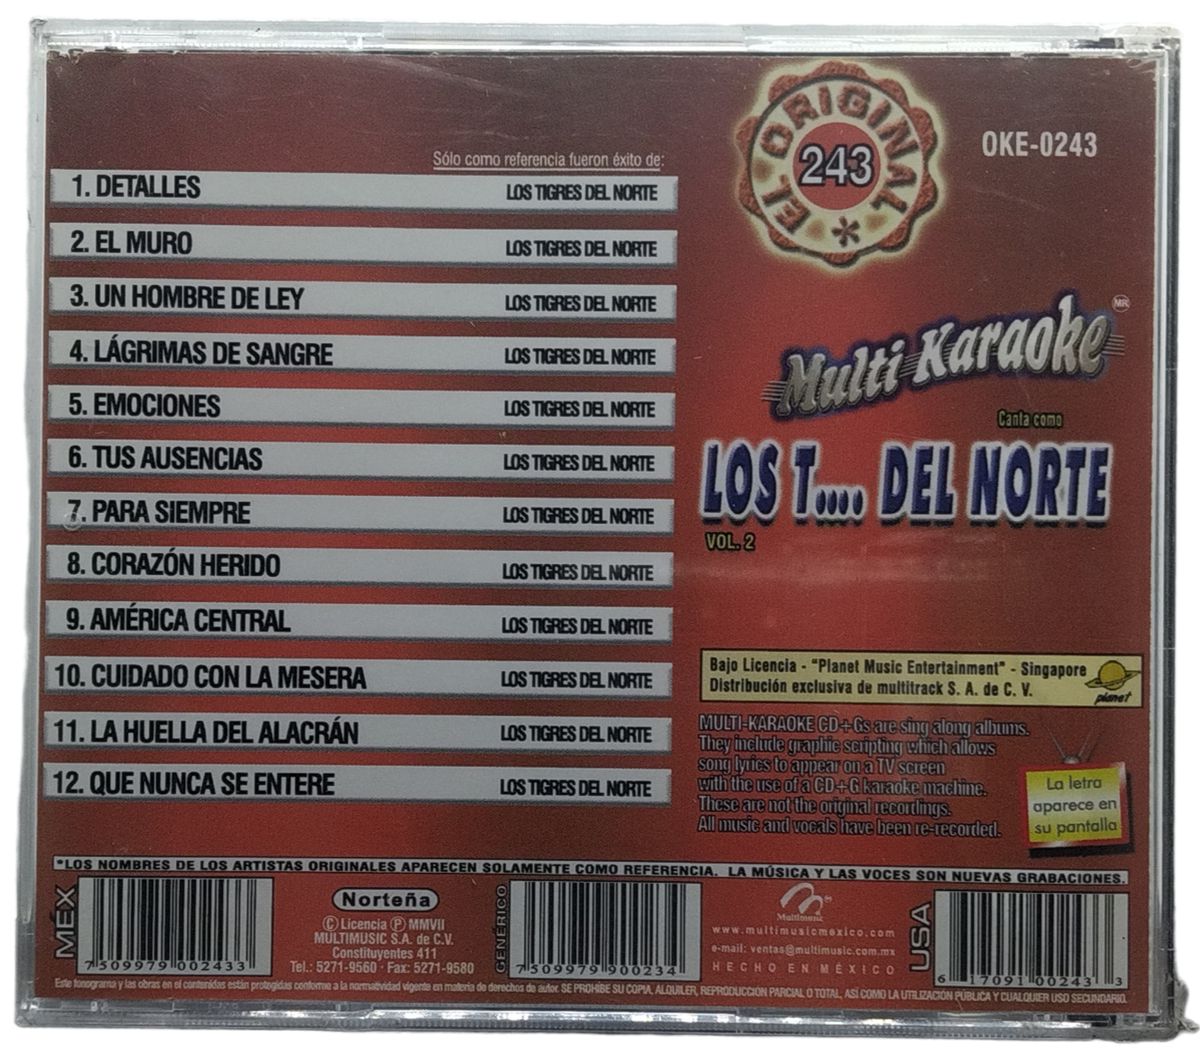 Sólo como referencia fueron éxito de:
1. DETALLES LOS TIGRES DEL NORTE
2. EL MURO LOS TIGRES DEL NORTE
3. UN HOMBRE DE LEY LOS TIGRES DEL NORTE
4. LÁGRIMAS DE SANGRE LOS TIGRES DEL NORTE
5. EMOCIONES LOS TIGRES DEL NORTE
6. TUS AUSENCIAS LOS TIGRES DEL NORTE
7. PARA SIEMPRE LOS TIGRES DEL NORTE
8. CORAZÓN HERIDO LOS TIGRES DEL NORTE
9. AMÉRICA CENTRAL LOS TIGRES DEL NORTE
10. CUIDADO CON LA MESERA LOS TIGRES DEL NORTE
11. LA HUELLA DEL ALACRÁN LOS TIGRES DEL NORTE
12. QUE NUNCA SE ENTERE LOS TIGRES DEL NORTE
EL ORIGINAL *
243
OKE-0243
Multi Karaoke MR
Canta como
LOS T.... DEL NORTE
VOL. 2
Bajo Licencia - "Planet Music Entertainment" - Singapore
Distribución exclusiva de multitrack S. A. de C. V.
planet
MULTI-KARAOKE CD+Gs are sing along albums.
They include graphic scripting which allows
song lyrics to appear on a TV screen
with the use of a CD+G karaoke machine.
These are not the original recordings.
All music and vocals have been re-recorded.
La letra
aparece en
su pantalla
*LOS NOMBRES DE LOS ARTISTAS ORIGINALES APARECEN SOLAMENTE COMO REFERENCIA. LA MÚSICA Y LAS VOCES SON NUEVAS GRABACIONES.
MÉX
7 509979 002433
Norteña
© Licencia Ⓟ MMVII
MULTIMUSIC S.A. de C.V.
Constituyentes 411
Tel.: 5271-9560 · Fax: 5271-9580
GENERICO
7 509979 900234
Multimusic
www.multimusicmexico.com
e-mail: ventas@multimusic.com.mx
HECHO EN MÉXICO
USA
6 17091 00243 3
Este fonograma y las obras en el contenidas están protegidas conforme a la normatividad vigente en materia de derechos de autor. SE PROHIBE SU COPIA, ALQUILER, REPRODUCCIÓN PARCIAL O TOTAL, ASÍ COMO LA UTILIZACIÓN PÚBLICA Y CUALQUIER USO SECUNDARIO.